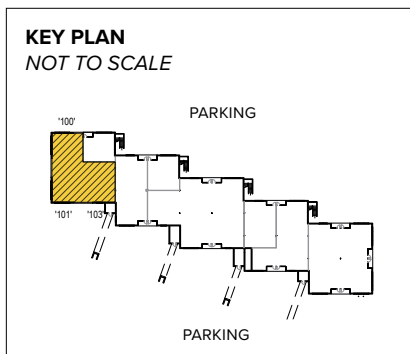 KEY PLAN
NOT TO SCALE
PARKING
'100'
'101' '103'
PARKING